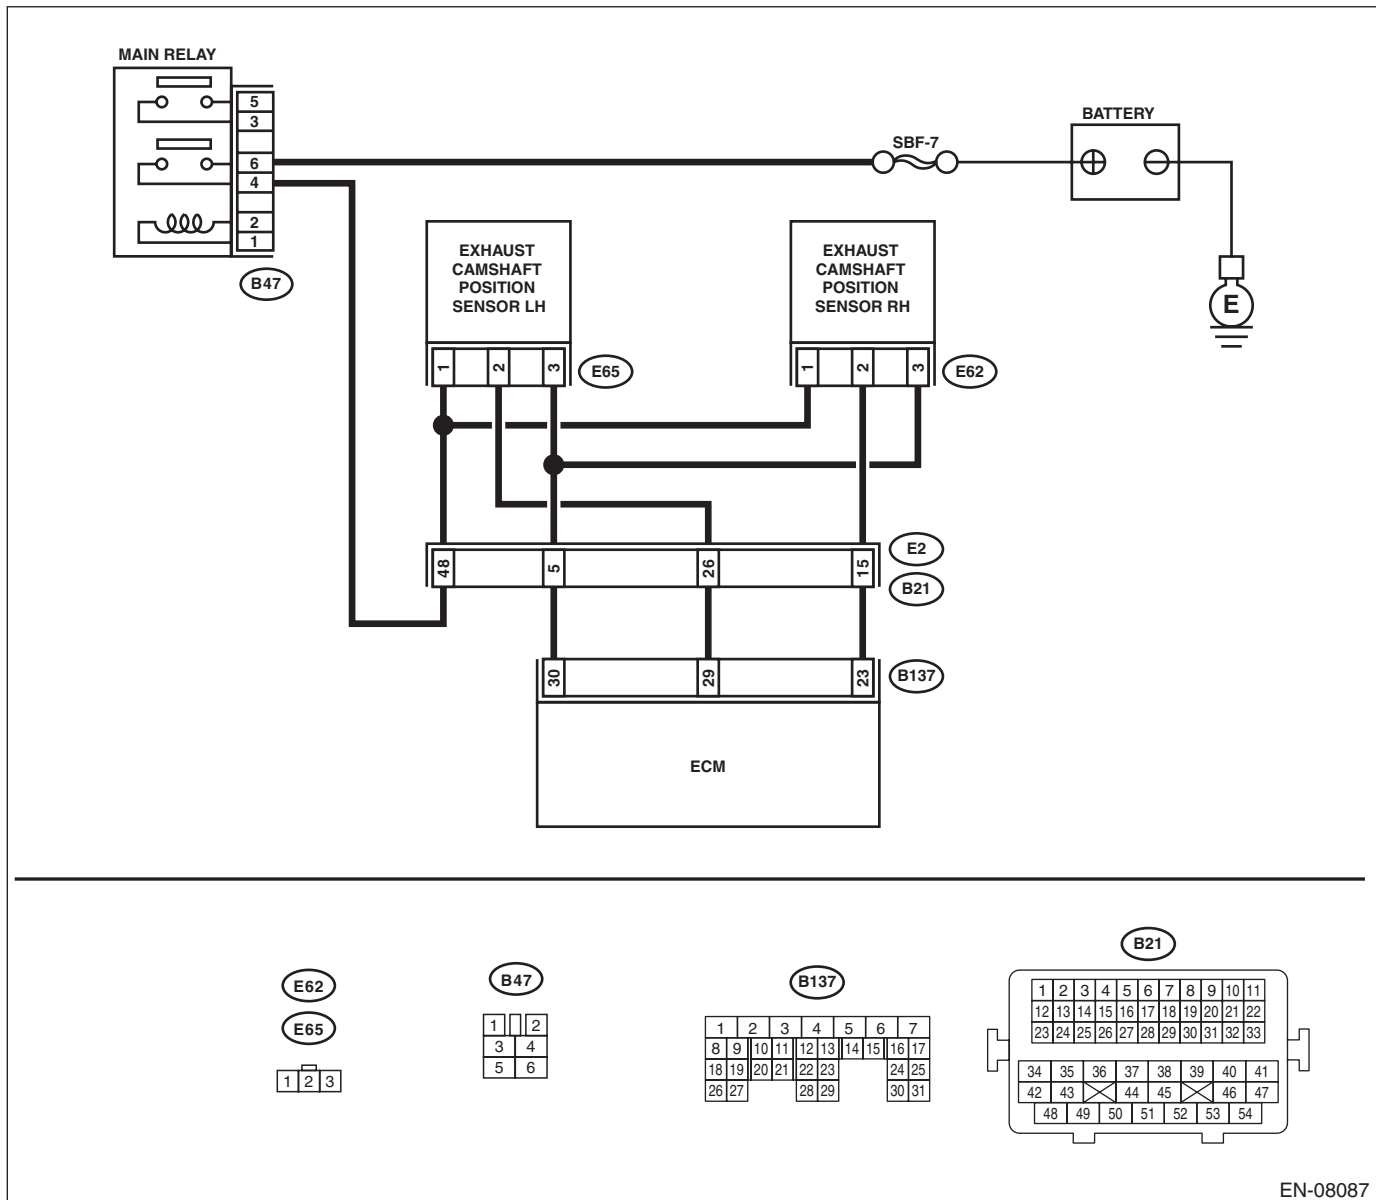 MAIN RELAY
5
3
6
4
2
1
B47
SBF-7
BATTERY
E
EXHAUST
CAMSHAFT
POSITION
SENSOR LH
1 2 3
E65
EXHAUST
CAMSHAFT
POSITION
SENSOR RH
1 2 3
E62
48 5 26 15
E2
B21
30 29 23
B137
ECM
E62
E65
1 2 3
B47
1 2
3 4
5 6
B137
1 2 3 4 5 6 7
8 9 10 11 12 13 14 15 16 17
18 19 20 21 22 23 24 25
26 27 28 29 30 31
B21
1 2 3 4 5 6 7 8 9 10 11
12 13 14 15 16 17 18 19 20 21 22
23 24 25 26 27 28 29 30 31 32 33
34 35 36 37 38 39 40 41
42 43 44 45 46 47
48 49 50 51 52 53 54
EN-08087